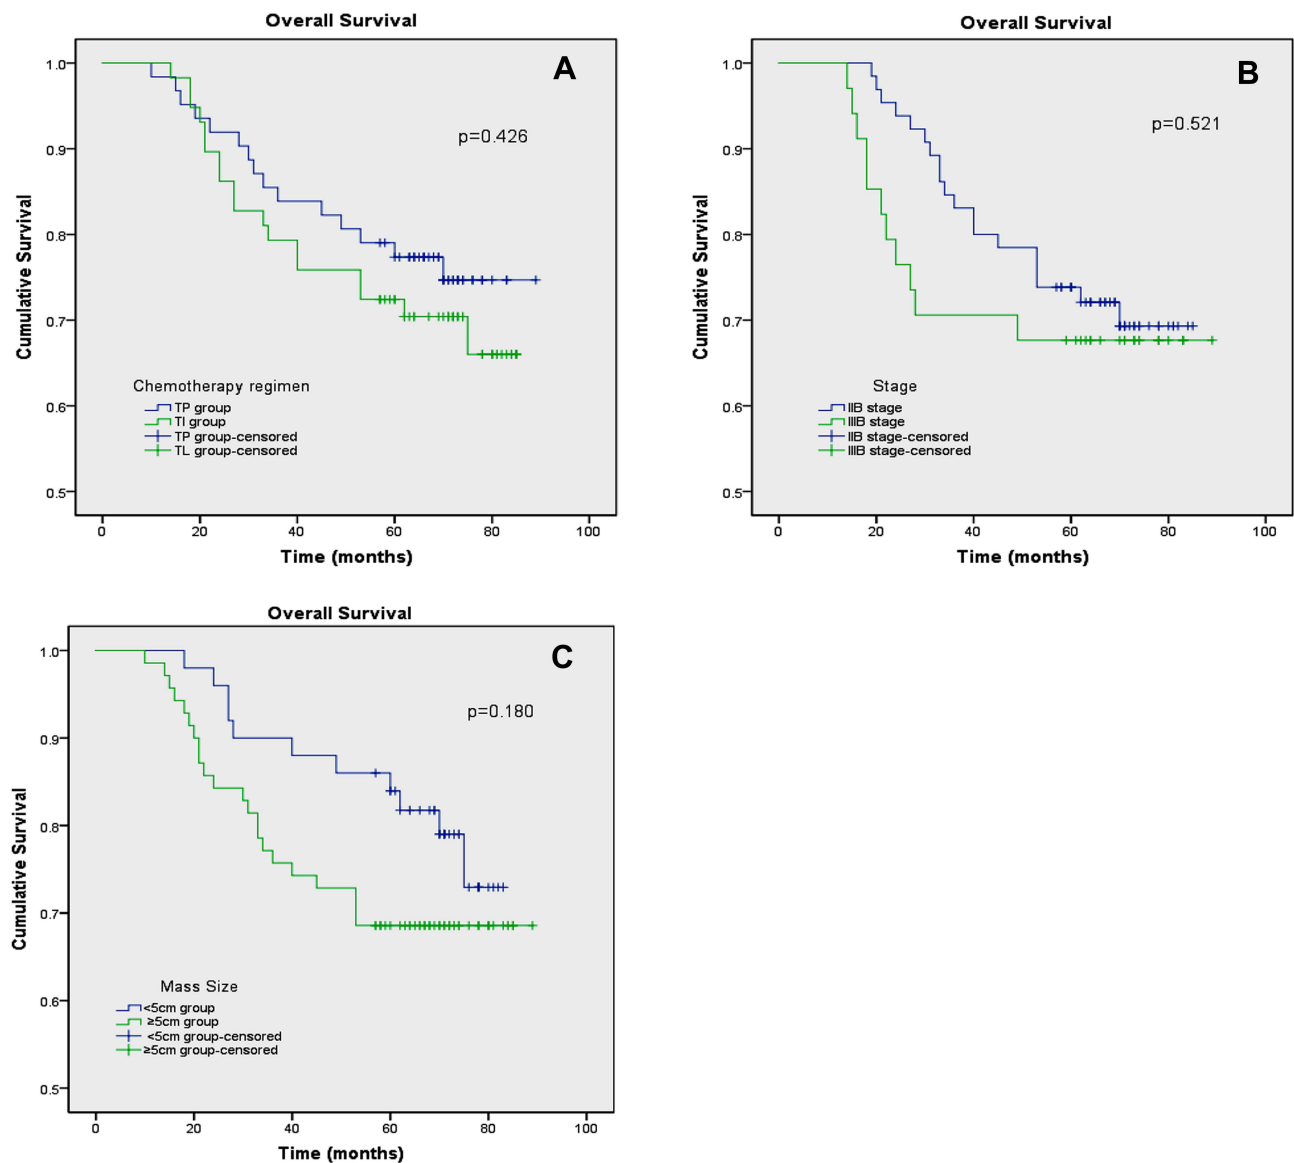 Overall Survival
A
p=0.426
Cumulative Survival
1.0
0.9
0.8
0.7
0.6
0.5
Chemotherapy regimen
TP group
TI group
TP group-censored
TL group-censored
0 20 40 60 80 100
Time (months)
Overall Survival
B
p=0.521
Cumulative Survival
1.0
0.9
0.8
0.7
0.6
0.5
Stage
IIB stage
IIIB stage
IIB stage-censored
IIIB stage-censored
0 20 40 60 80 100
Time (months)
Overall Survival
C
p=0.180
Cumulative Survival
1.0
0.9
0.8
0.7
0.6
0.5
Mass Size
<5cm group
≥5cm group
<5cm group-censored
≥5cm group-censored
0 20 40 60 80 100
Time (months)